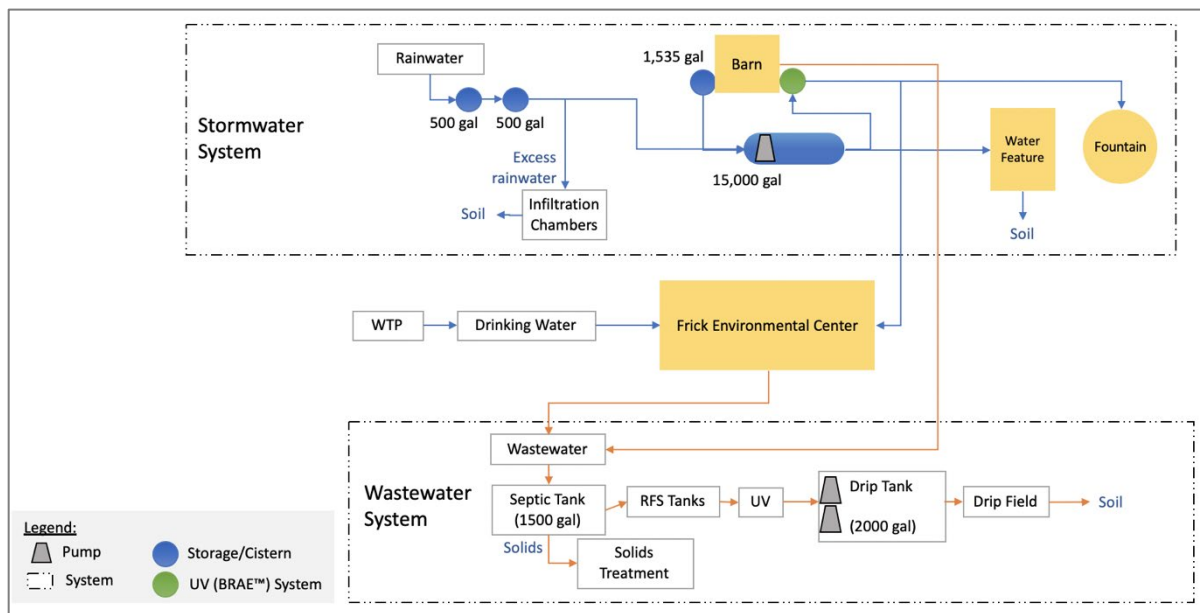 Rainwater
500 gal
500 gal
1,535 gal
Barn
Stormwater
System
15,000 gal
Water
Feature
Fountain
Excess
rainwater
Infiltration
Chambers
Soil
Soil
WTP
Drinking Water
Frick Environmental Center
Wastewater
System
Wastewater
Septic Tank
(1500 gal)
RFS Tanks
UV
Drip Tank
(2000 gal)
Drip Field
Soil
Solids
Solids
Treatment
Legend:
Pump
Storage/Cistern
System
UV (BRAE™) System